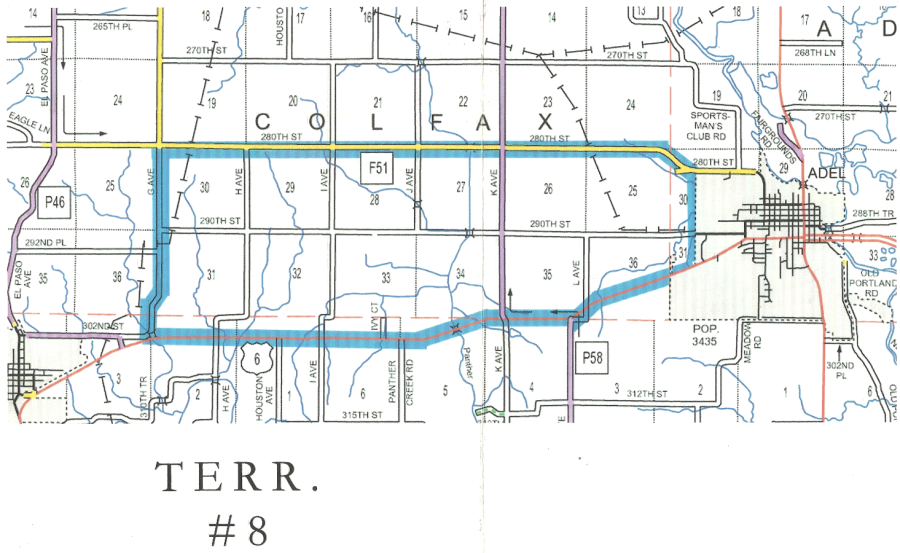 14
265TH PL
18
HOUSTO
17
16
15
14
13
18
17
A D
270TH ST
270TH ST
268TH LN
EL PASO AVE
23
24
19
20
21
22
23
24
19
20
21
270TH ST
EAGLE LN
C O L F A X
280TH ST
280TH ST
SPORTS-
MAN'S
CLUB RD
FAIRGROUNDS
RD
280TH ST
26
25
G AVE
30
H AVE
29
I AVE
F51
28
J AVE
27
K AVE
26
25
30
29
ADEL
28
P46
290TH ST
290TH ST
288TH TR
292ND PL
35
36
31
32
33
34
35
L AVE
36
31
33
EL PASO
AVE
OLD
PORTLAND
RD
302ND ST
IVY CT
6
Panther
P58
POP.
3435
MEADOW
RD
302ND
PL
3
310TH TR
2
H AVE
HOUSTON
AVE
1
I AVE
6
PANTHER
CREEK RD
5
K AVE
4
3
2
1
6
315TH ST
312TH ST
TERR.
#8